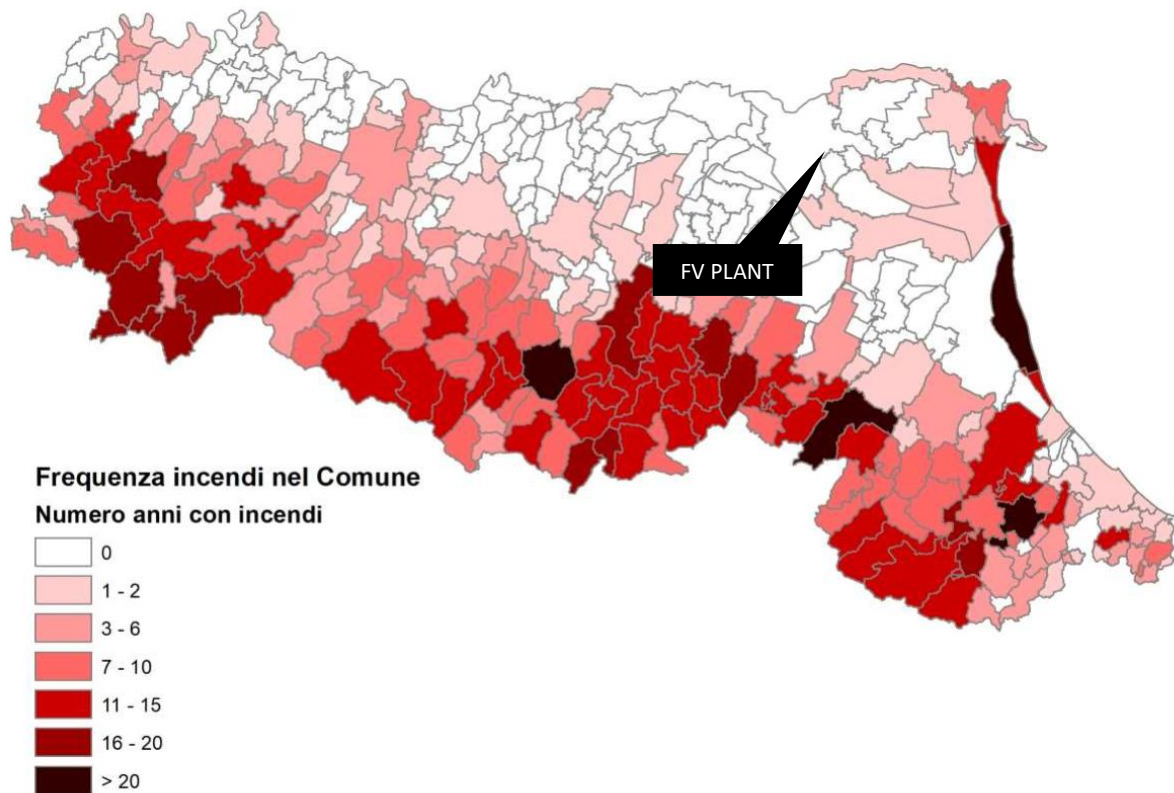 FV PLANT
Frequenza incendi nel Comune
Numero anni con incendi
0
1 - 2
3 - 6
7 - 10
11 - 15
16 - 20
> 20